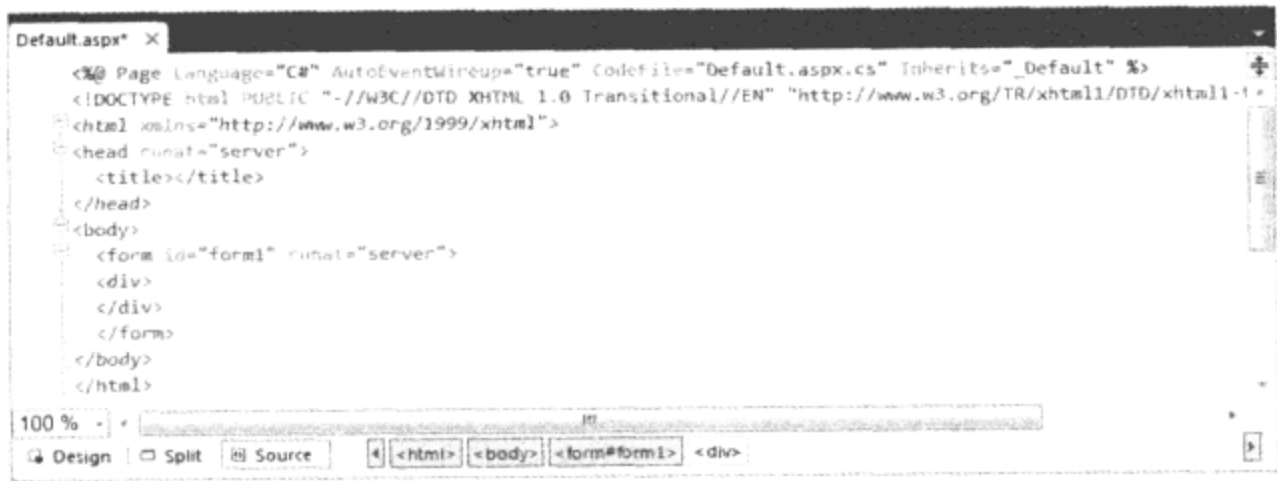 Default.aspx* ×
<%@ Page Language="C#" AutoEventWireup="true" CodeFile="Default.aspx.cs" Inherits="_Default" %>
<!DOCTYPE html PUBLIC "-//W3C//DTD XHTML 1.0 Transitional//EN" "http://www.w3.org/TR/xhtml1/DTD/xhtml1-t
<html xmlns="http://www.w3.org/1999/xhtml">
<head runat="server">
<title></title>
</head>
<body>
<form id="form1" runat="server">
<div>
</div>
</form>
</body>
</html>
100 %
Design Split Source <html> <body> <form#form1> <div>